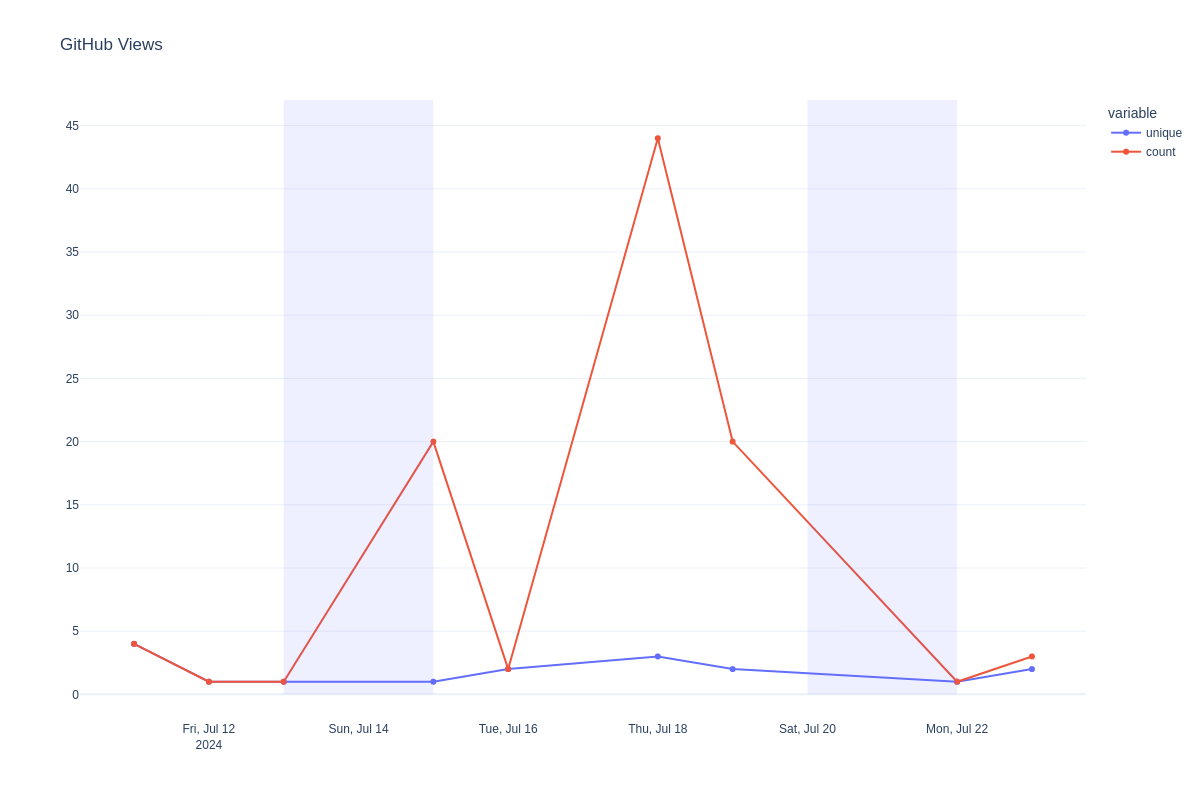 GitHub Views
variable
unique
count
45
40
35
30
25
20
15
10
5
0
Fri, Jul 12
2024
Sun, Jul 14
Tue, Jul 16
Thu, Jul 18
Sat, Jul 20
Mon, Jul 22